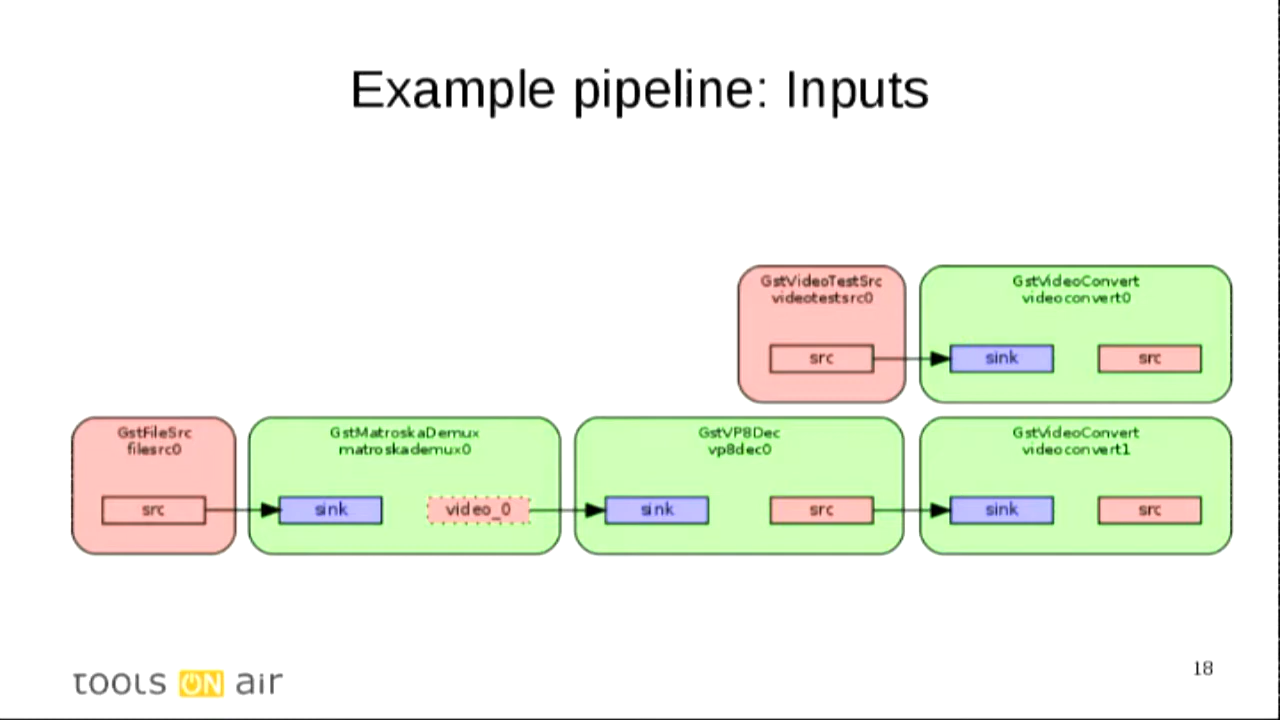 Example pipeline: Inputs
GstVideoTestSrc
videotestsrc0
src
GstVideoConvert
videoconvert0
sink
src
GstFileSrc
filesrc0
src
GstMatroskaDemux
matroskademux0
sink
video_0
GstVP8Dec
vp8dec0
sink
src
GstVideoConvert
videoconvert1
sink
src
tools ON air
18